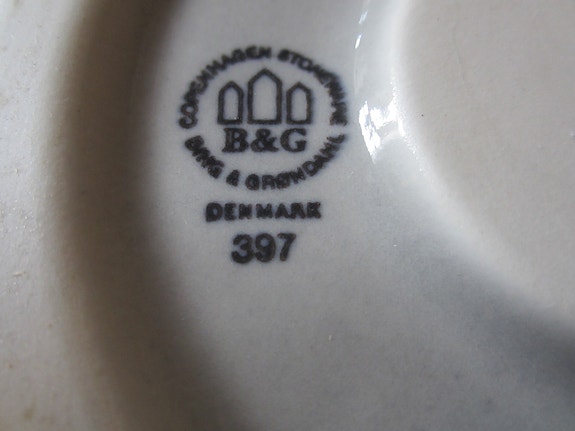 COPENHAGEN STONEWARE
B&G
BING & GRØNDAHL
DENMARK
397